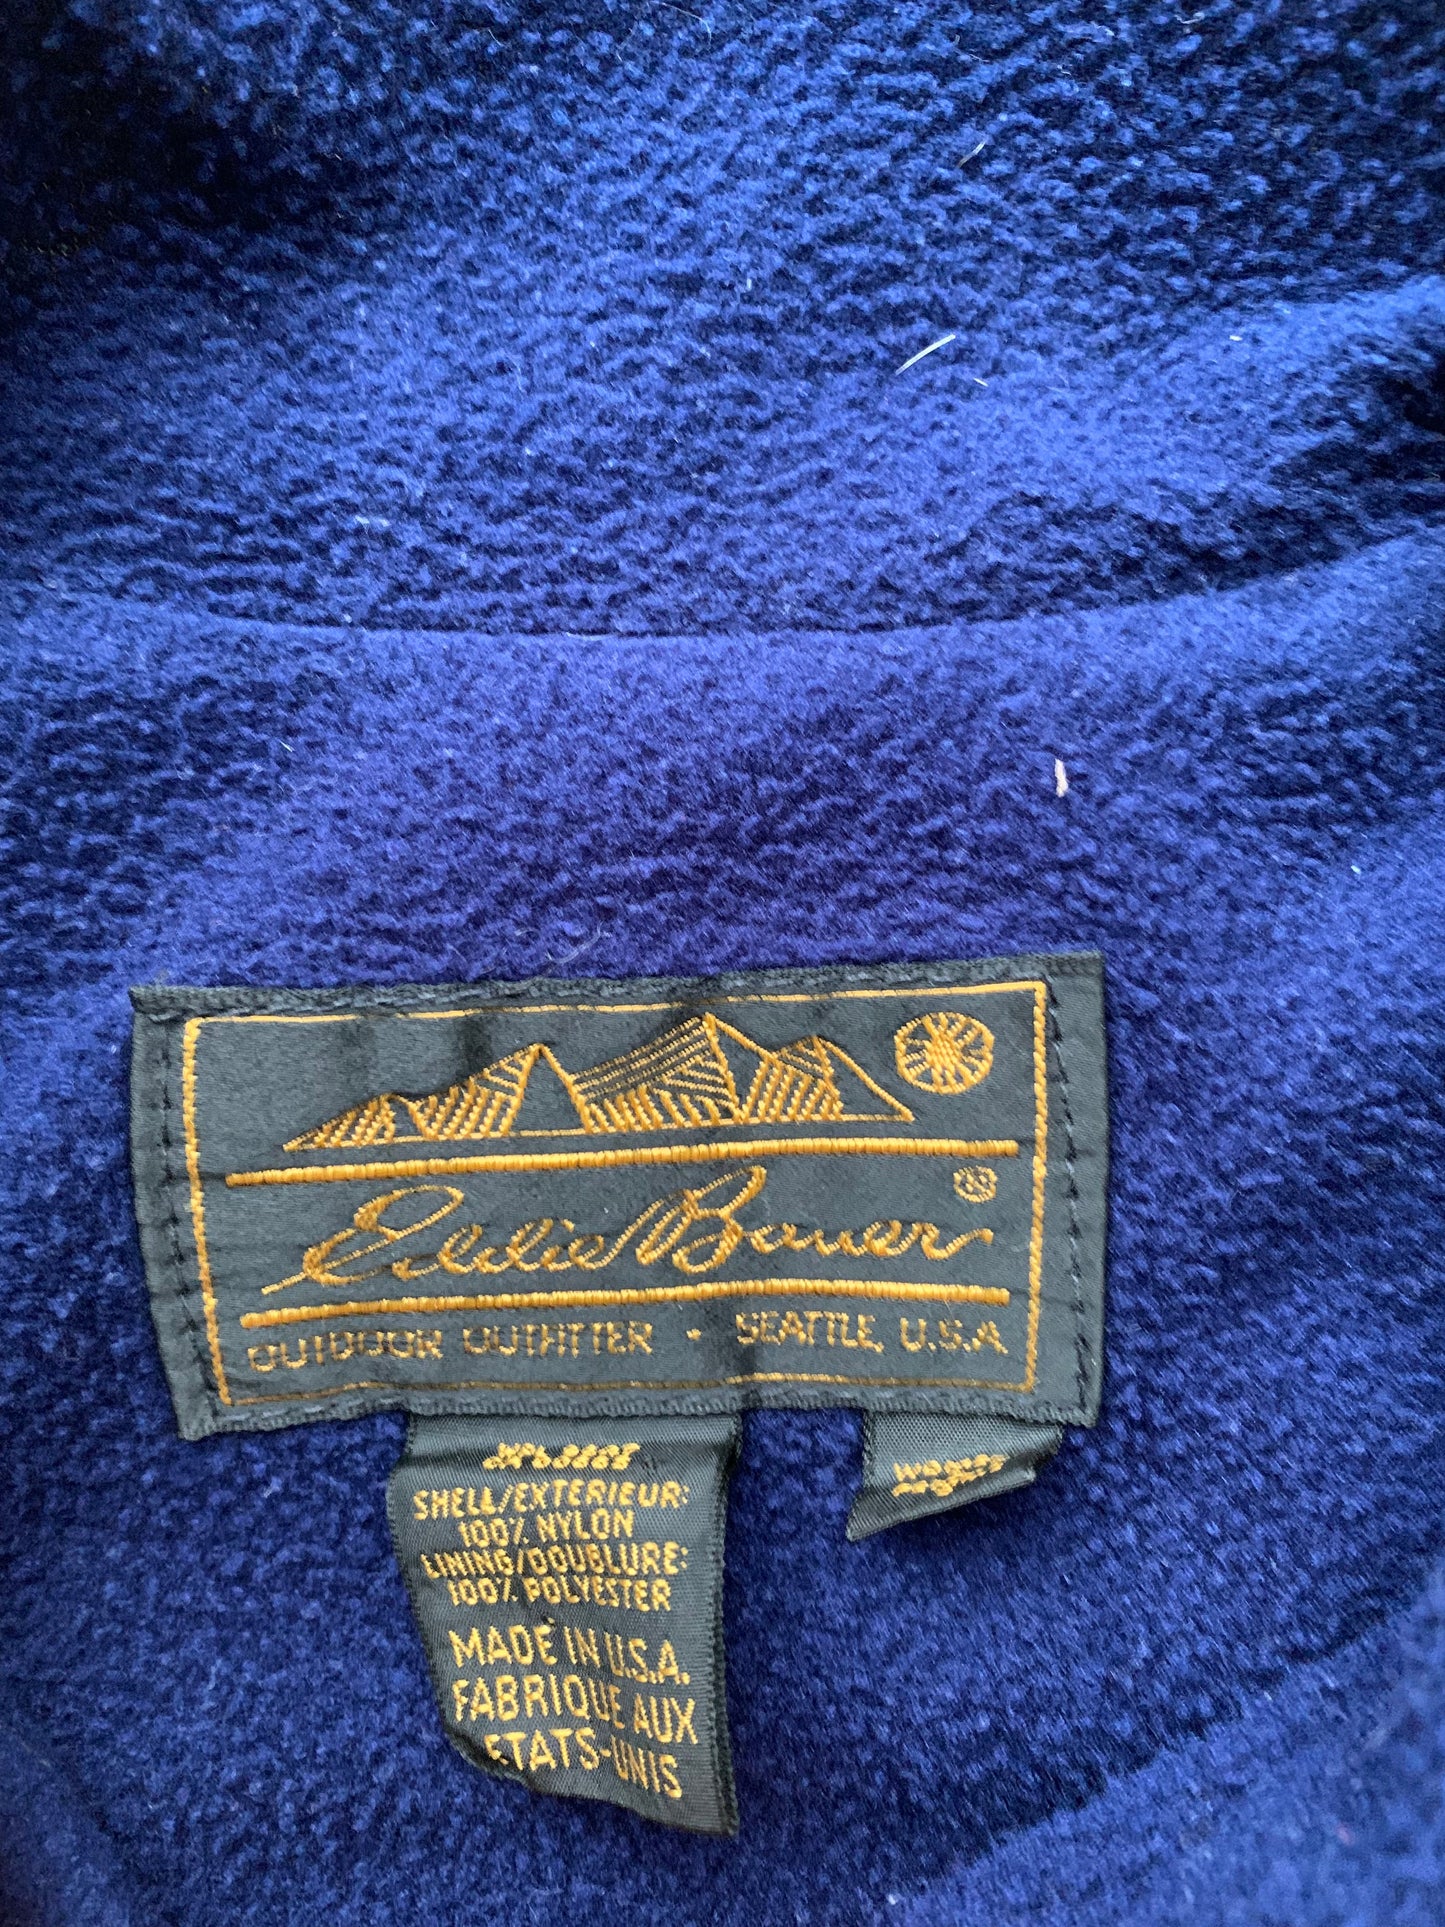 Eddie Bauer®
OUTDOOR OUTFITTER • SEATTLE, U.S.A.
SHELL/EXTERIEUR:
100% NYLON
LINING/DOUBLURE:
100% POLYESTER
MADE IN U.S.A.
FABRIQUE AUX
ETATS-UNIS